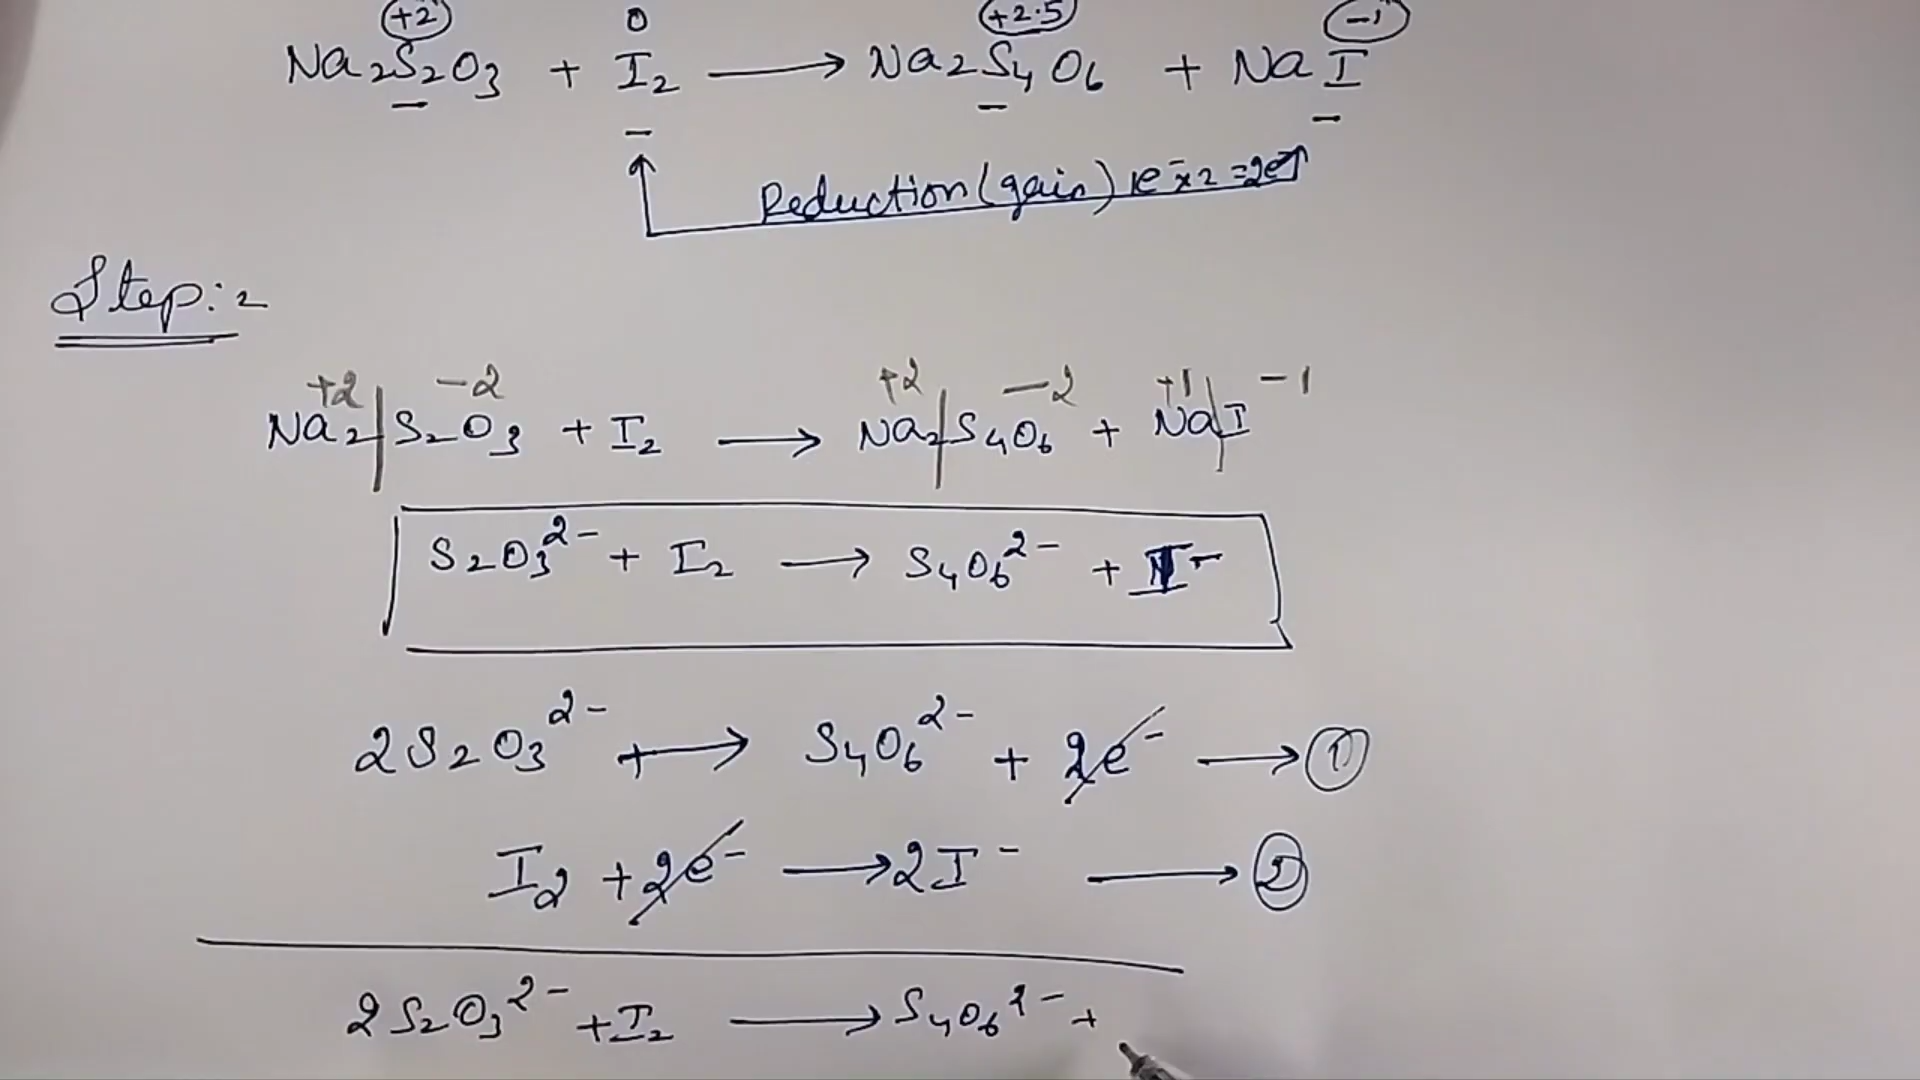 +2 0 +2.5 -1
Na2S2O3 + I2 ⟶ Na2S4O6 + NaI
Reduction (gain) 1e⁻x2 = 2e⁻
Step:2
+2 -2 +2 -2 +1 -1
Na2|S2O3 + I2 ⟶ Na2|S4O6 + Na|I
S2O3²⁻ + I2 ⟶ S4O6²⁻ + I⁻
2S2O3²⁻ ⟶ S4O6²⁻ + 2e⁻ ⟶ ①
I2 + 2e⁻ ⟶ 2I⁻ ⟶ ②
2S2O3²⁻ + I2 ⟶ S4O6²⁻ +